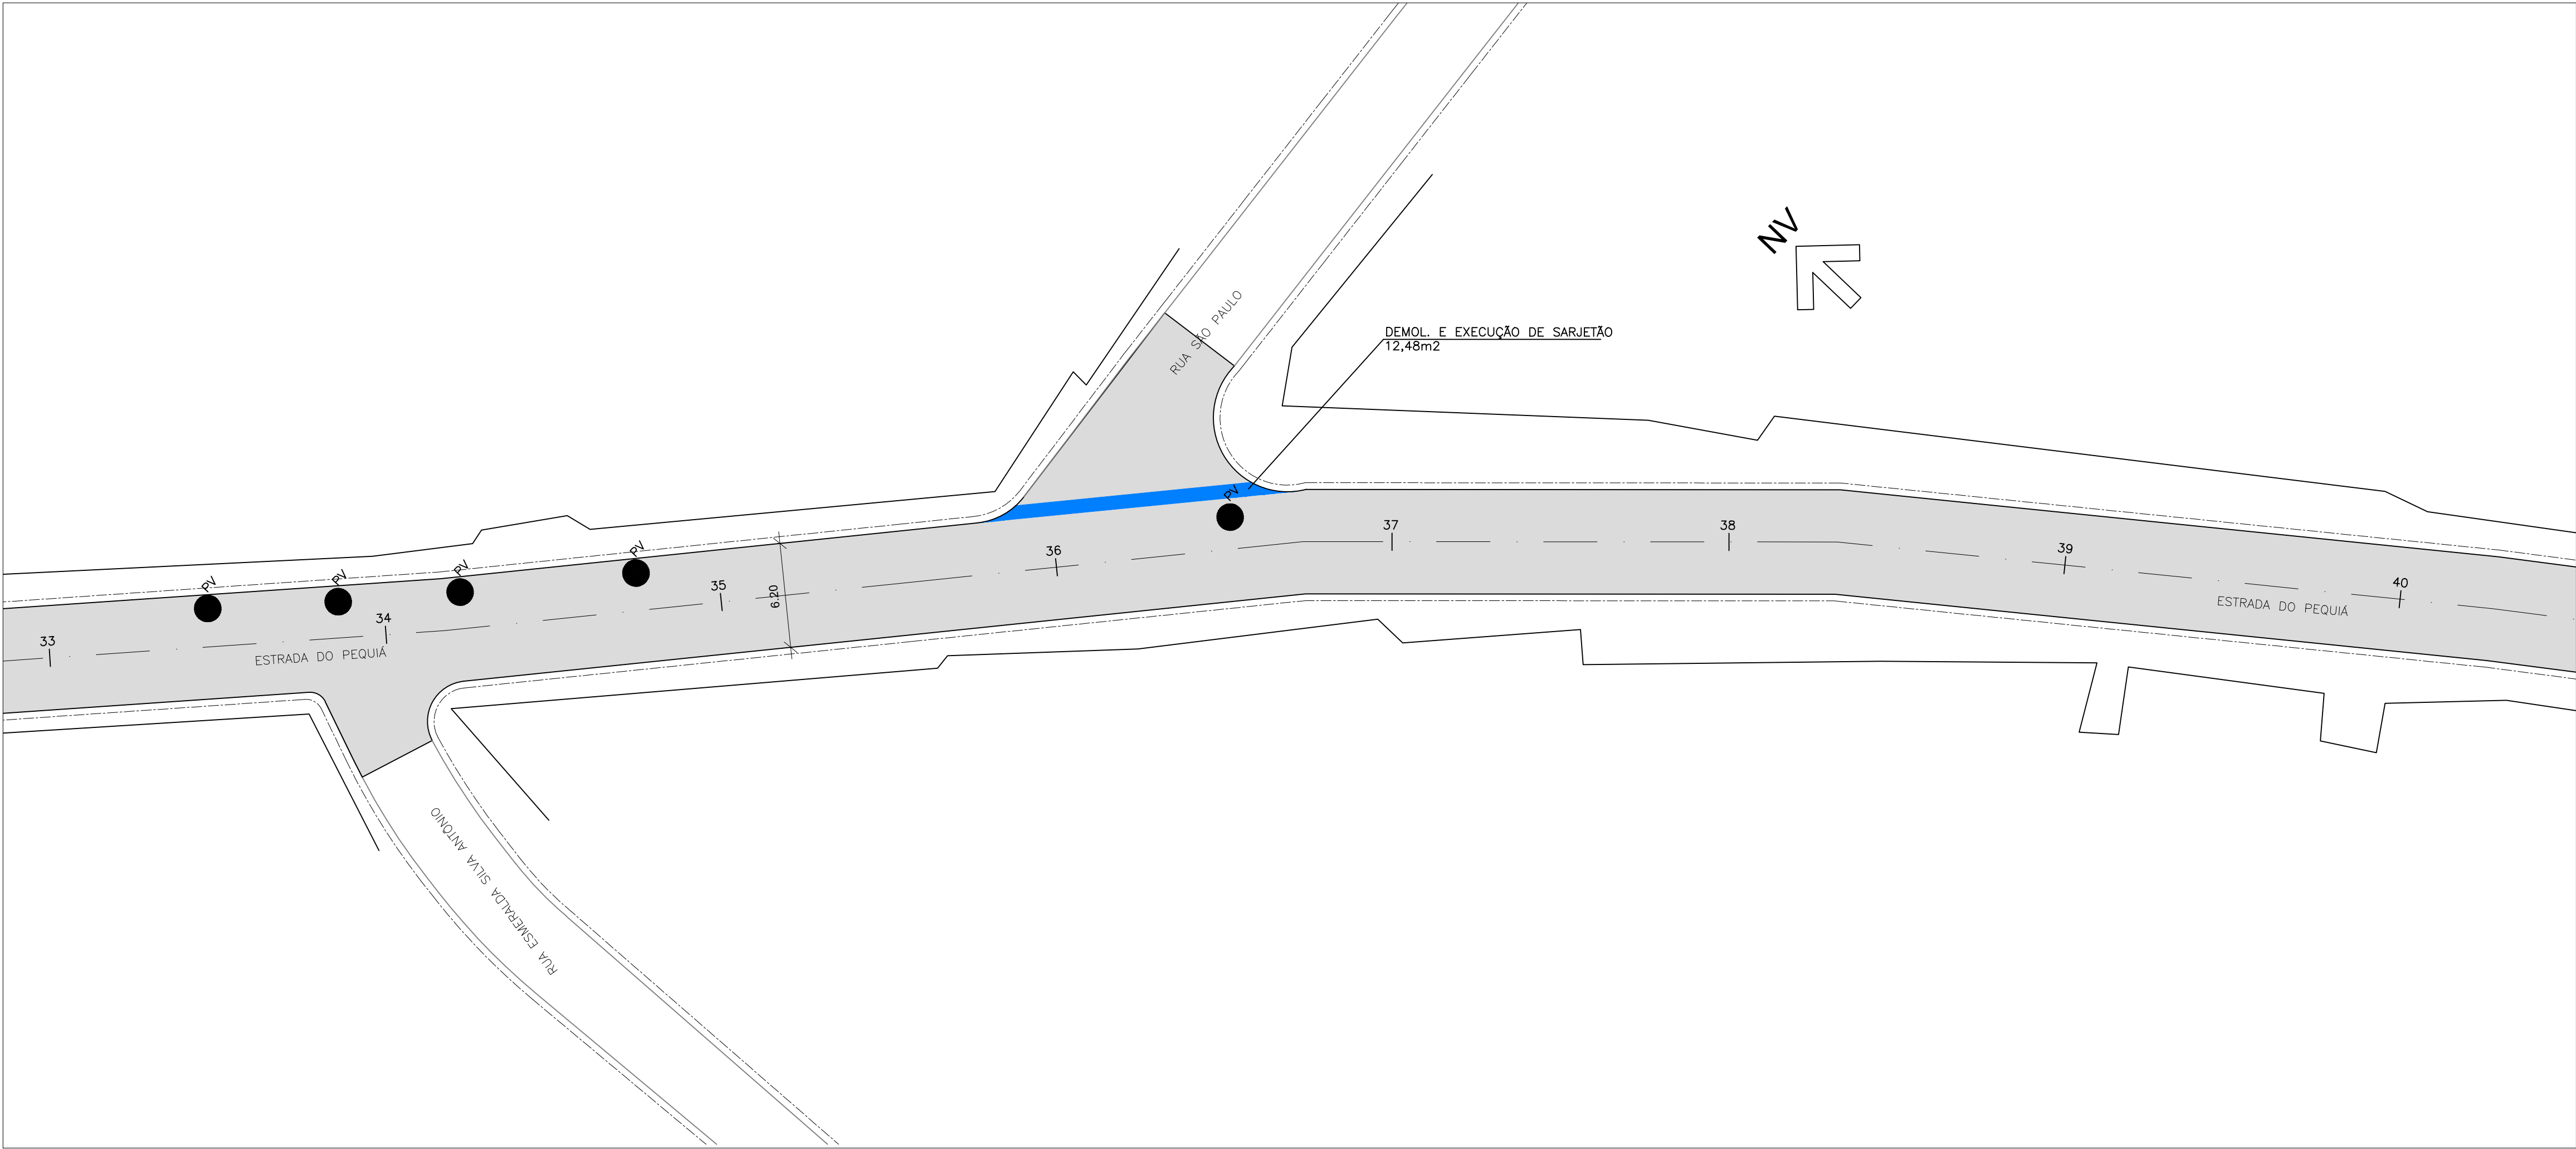 NV
RUA SÃO PAULO
DEMOL. E EXECUÇÃO DE SARJETÃO
12,48m2
PV
PV
PV
PV
PV
33
34
35
36
37
38
39
40
6.20
ESTRADA DO PEQUIÁ
ESTRADA DO PEQUIÁ
RUA ESMERALDA SILVA ANTÔNIO